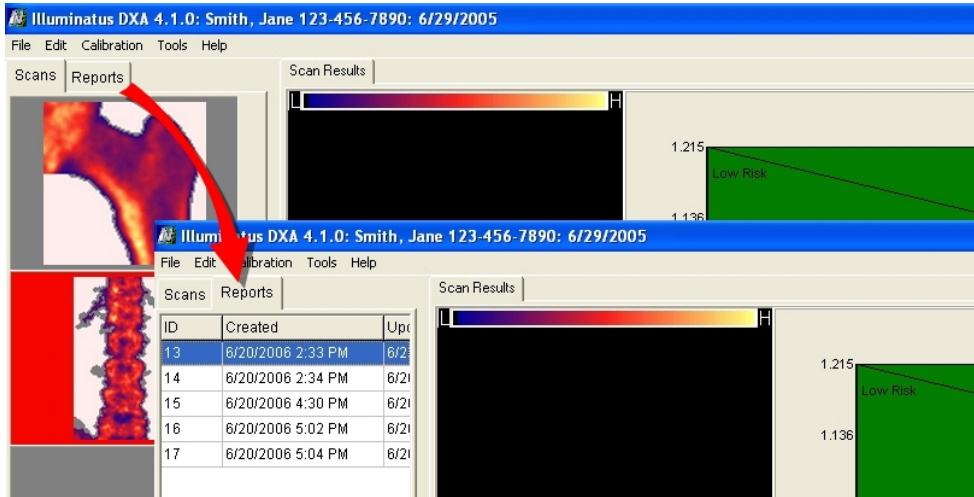 Illuminatus DXA 4.1.0: Smith, Jane 123-456-7890: 6/29/2005
File Edit Calibration Tools Help
Scans Reports Scan Results
L H
1.215
Low Risk
1.136
DXA 4.1.0: Smith, Jane 123-456-7890: 6/29/2005
File Edit Tools Help
Scans Reports Scan Results
ID Created
L H
13 6/20/2006 2:33 PM
14 6/20/2006 2:34 PM
15 6/20/2006 4:30 PM
16 6/20/2006 5:02 PM
17 6/20/2006 5:04 PM
1.215
Low Risk
1.136